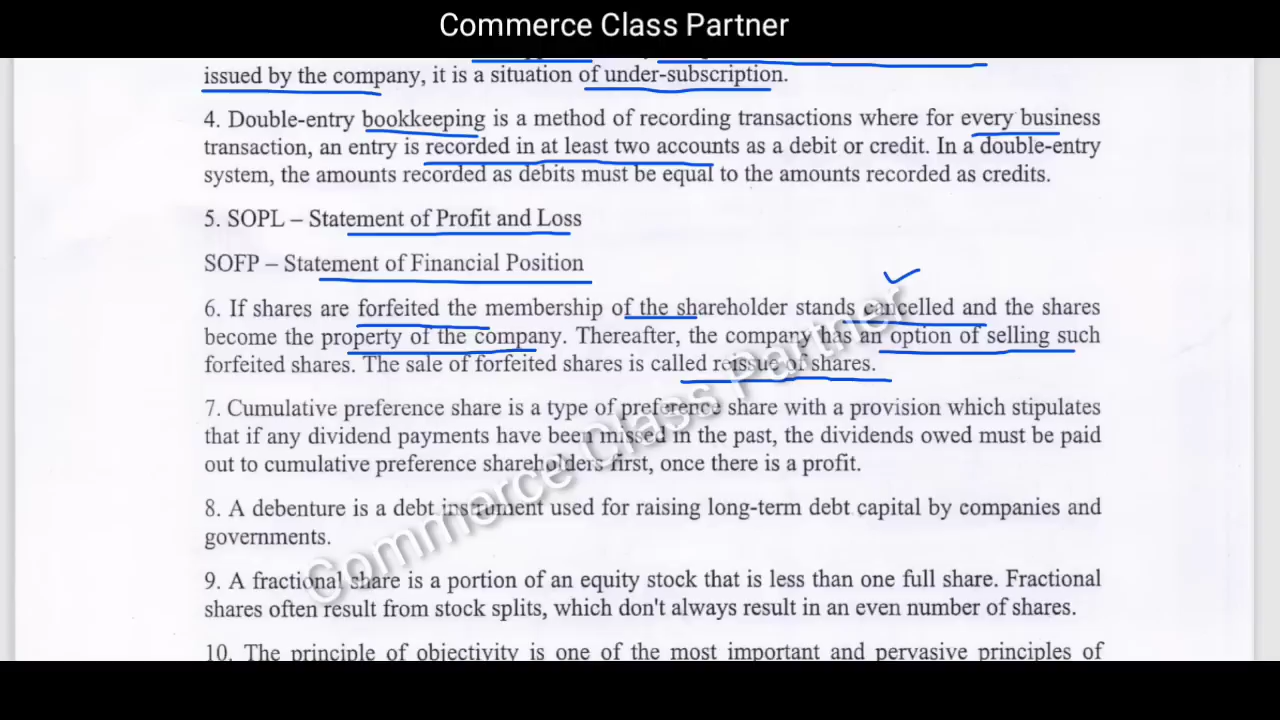 Commerce Class Partner
issued by the company, it is a situation of under-subscription.
4. Double-entry bookkeeping is a method of recording transactions where for every business
transaction, an entry is recorded in at least two accounts as a debit or credit. In a double-entry
system, the amounts recorded as debits must be equal to the amounts recorded as credits.
5. SOPL – Statement of Profit and Loss
SOFP – Statement of Financial Position
6. If shares are forfeited the membership of the shareholder stands cancelled and the shares
become the property of the company. Thereafter, the company has an option of selling such
forfeited shares. The sale of forfeited shares is called reissue of shares.
7. Cumulative preference share is a type of preference share with a provision which stipulates
that if any dividend payments have been missed in the past, the dividends owed must be paid
out to cumulative preference shareholders first, once there is a profit.
8. A debenture is a debt instrument used for raising long-term debt capital by companies and
governments.
9. A fractional share is a portion of an equity stock that is less than one full share. Fractional
shares often result from stock splits, which don't always result in an even number of shares.
10. The principle of objectivity is one of the most important and pervasive principles of
Commerce Class Partner